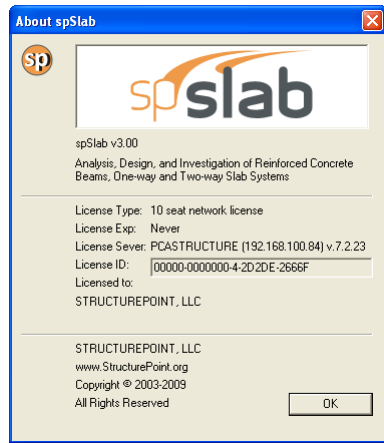 About spSlab
sp
spslab
spSlab v3.00
Analysis, Design, and Investigation of Reinforced Concrete
Beams, One-way and Two-way Slab Systems
License Type: 10 seat network license
License Exp: Never
License Sever: PCASTRUCTURE (192.168.100.84) v.7.2.23
License ID: 00000-0000000-4-2D2DE-2666F
Licensed to:
STRUCTUREPOINT, LLC
STRUCTUREPOINT, LLC
www.StructurePoint.org
Copyright © 2003-2009
All Rights Reserved
OK